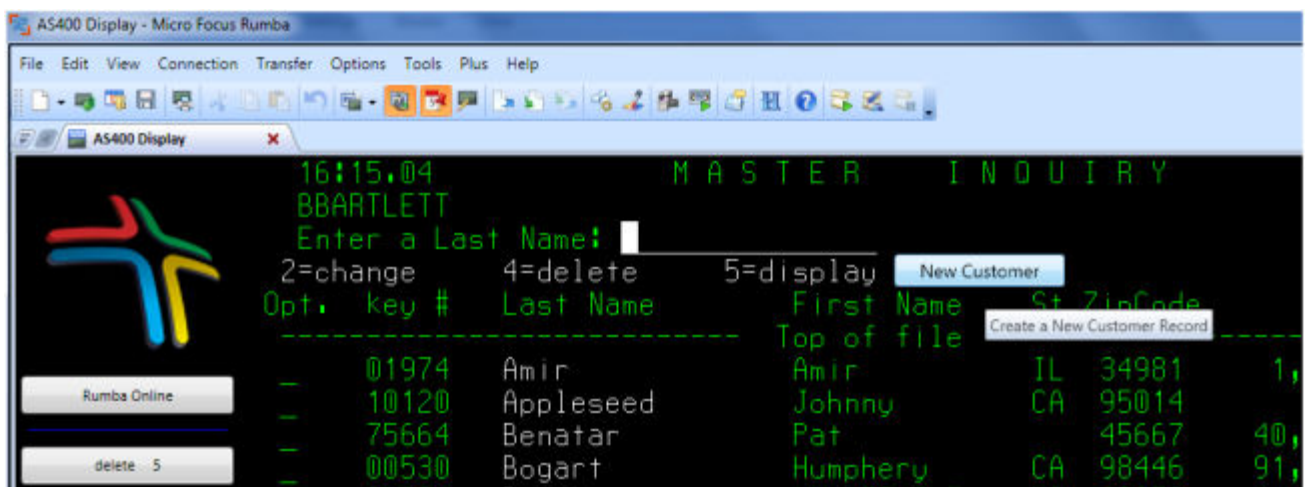 AS400 Display - Micro Focus Rumba
File Edit View Connection Transfer Options Tools Plus Help
AS400 Display
16:15.04 MASTER INQUIRY
BBARTLETT
Enter a Last Name:
2=change 4=delete 5=display New Customer
Opt. key # Last Name First Name St ZipCode
Create a New Customer Record
Top of file
01974 Amir Amir IL 34981 1,
Rumba Online
10120 Appleseed Johnny CA 95014
75664 Benatar Pat 45667 40,
delete 5
00530 Bogart Humphery CA 98446 91,